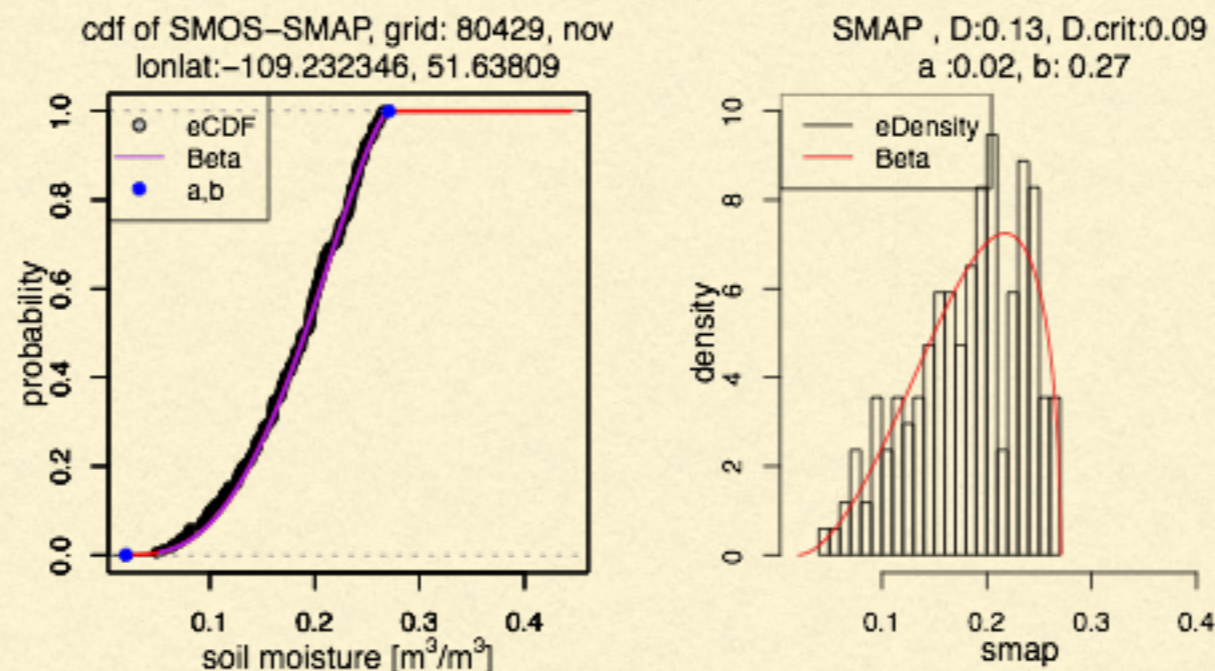 cdf of SMOS−SMAP, grid: 80429, nov
lonlat:−109.232346, 51.63809
eCDF
Beta
a,b
probability
0.0
0.2
0.4
0.6
0.8
1.0
0.1 0.2 0.3 0.4
soil moisture [m³/m³]
SMAP , D:0.13, D.crit:0.09
a :0.02, b: 0.27
eDensity
Beta
density
0
2
4
6
8
10
0.1 0.2 0.3 0.4
smap